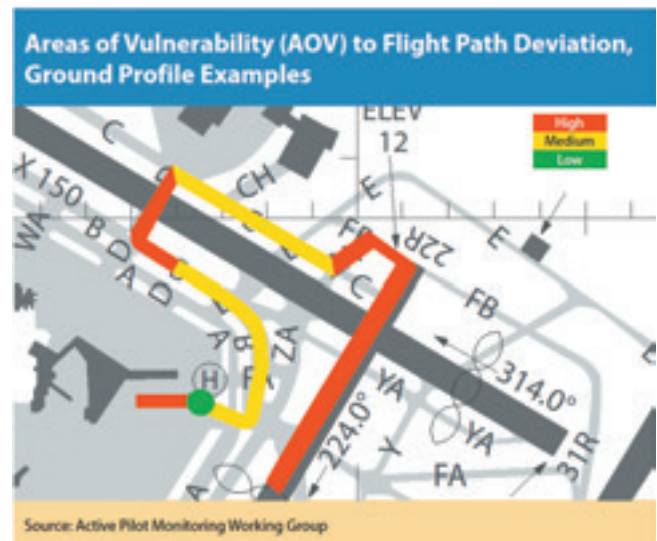 Areas of Vulnerability (AOV) to Flight Path Deviation,
Ground Profile Examples
ELEV
12
High
Medium
Low
C
CH
E
X 150
WA
B
D
A
D
22R
E
C
FB
A
B
ZA
H
YA
314.0°
YA
31R
224.0°
Y
FA
A
E
Source: Active Pilot Monitoring Working Group